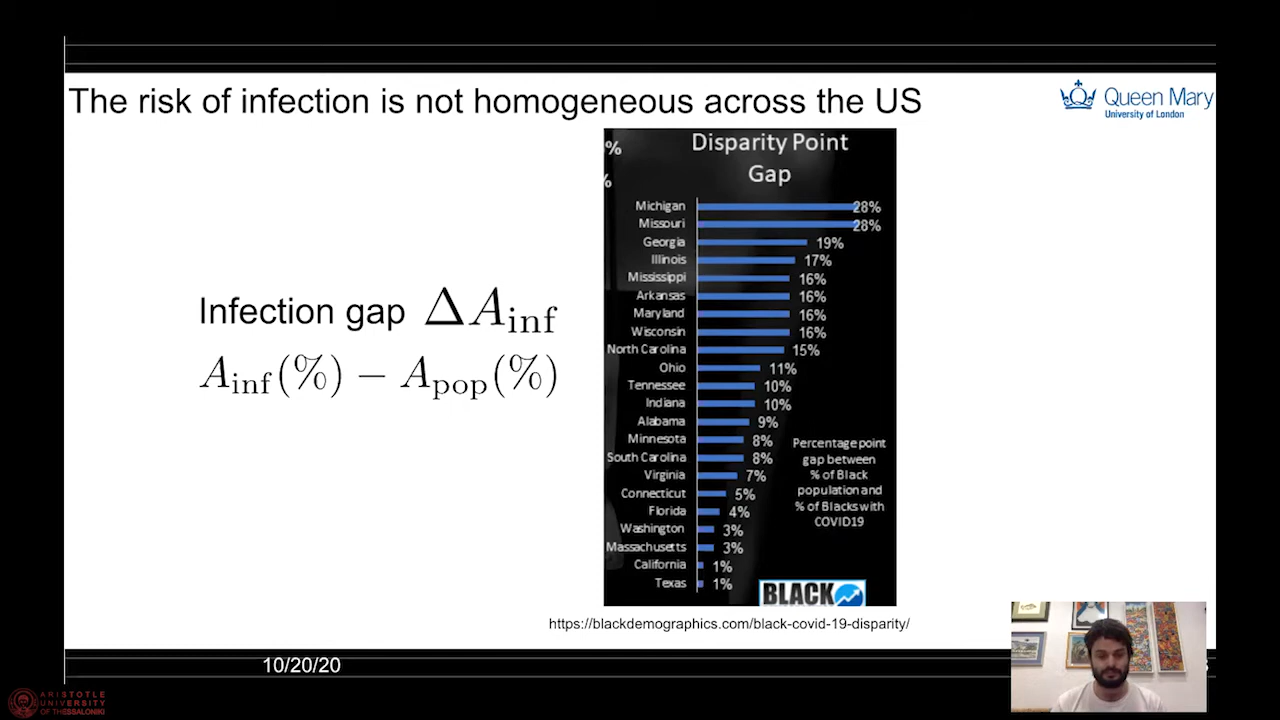 The risk of infection is not homogeneous across the US
Queen Mary
University of London
%
%
Disparity Point
Gap
Michigan 28%
Missouri 28%
Georgia 19%
Illinois 17%
Mississippi 16%
Arkansas 16%
Maryland 16%
Wisconsin 16%
North Carolina 15%
Ohio 11%
Tennessee 10%
Indiana 10%
Alabama 9%
Minnesota 8%
South Carolina 8%
Virginia 7%
Connecticut 5%
Florida 4%
Washington 3%
Massachusetts 3%
California 1%
Texas 1%
Percentage point
gap between
% of Black
population and
% of Blacks with
COVID19
BLACK
Infection gap ΔA_inf
A_inf(%) − A_pop(%)
https://blackdemographics.com/black-covid-19-disparity/
10/20/20
ARISTOTLE
UNIVERSITY
OF THESSALONIKI